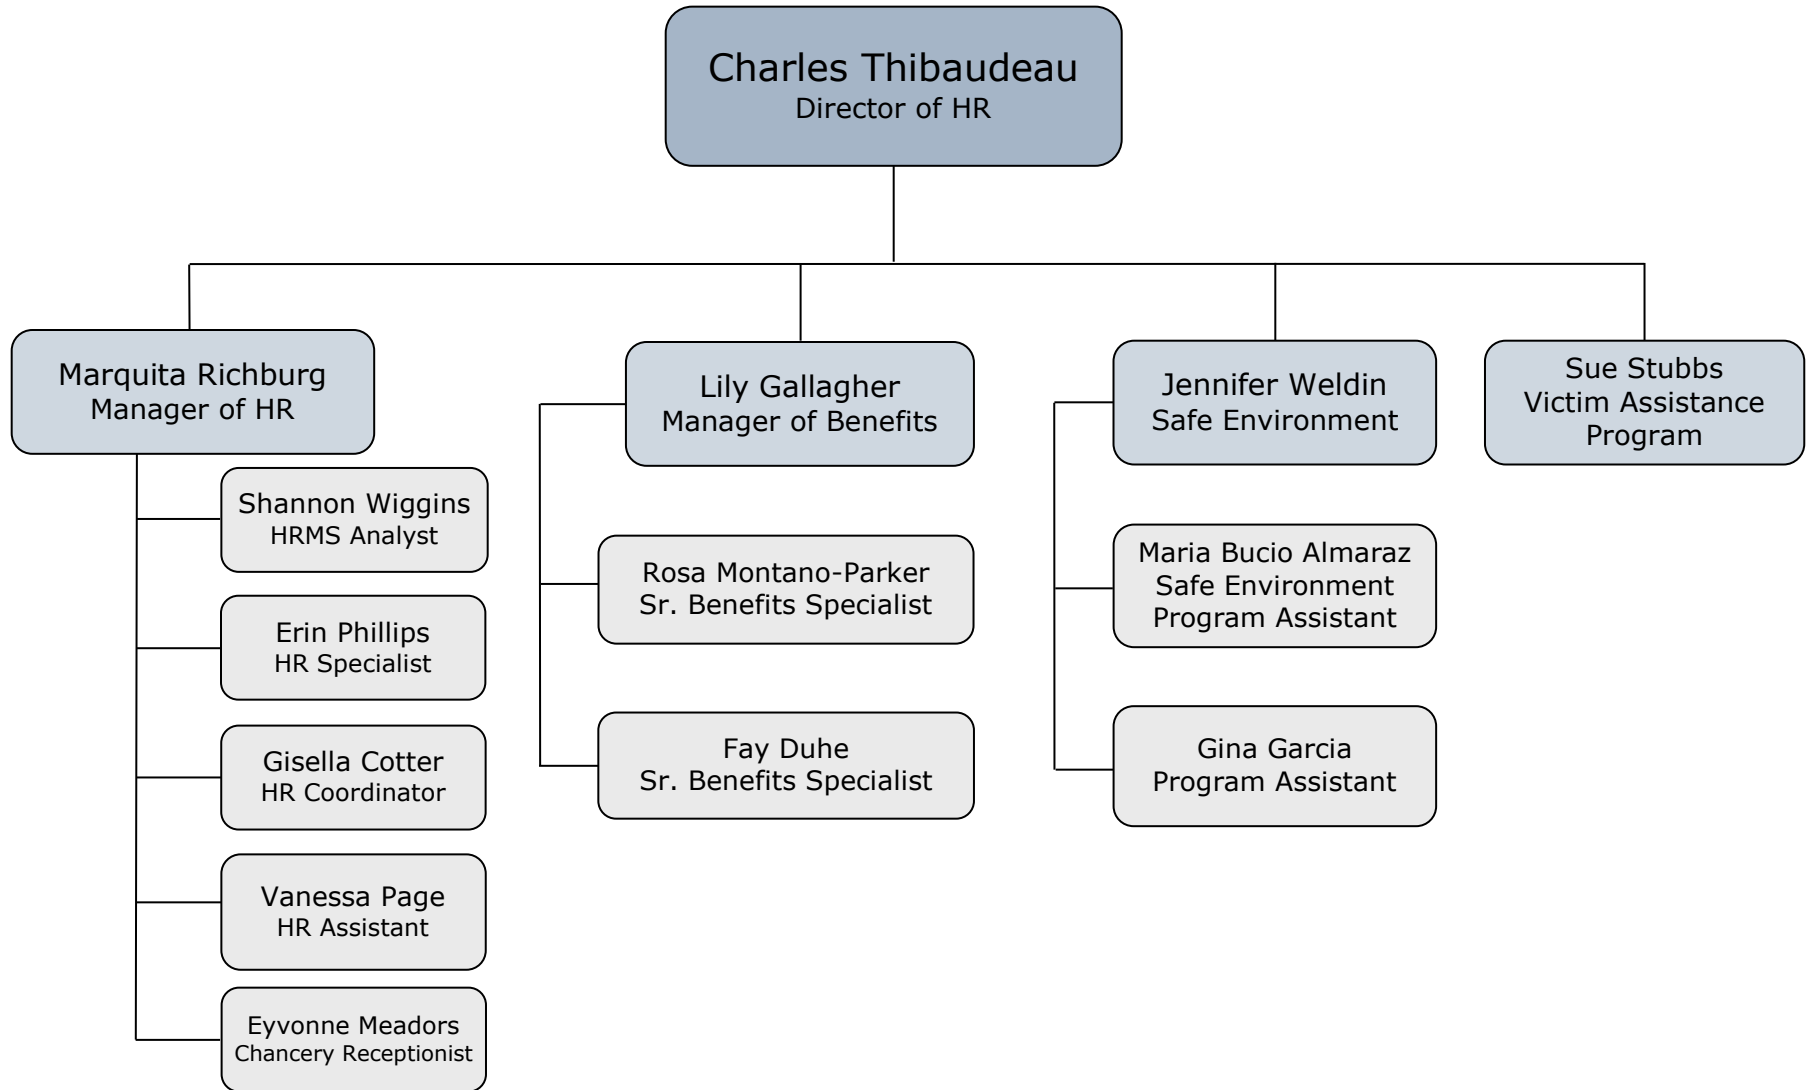 Charles Thibaudeau
Director of HR
Marquita Richburg
Manager of HR
Shannon Wiggins
HRMS Analyst
Erin Phillips
HR Specialist
Gisella Cotter
HR Coordinator
Vanessa Page
HR Assistant
Eyvonne Meadors
Chancery Receptionist
Lily Gallagher
Manager of Benefits
Rosa Montano-Parker
Sr. Benefits Specialist
Fay Duhe
Sr. Benefits Specialist
Jennifer Weldin
Safe Environment
Maria Bucio Almaraz
Safe Environment
Program Assistant
Gina Garcia
Program Assistant
Sue Stubbs
Victim Assistance
Program